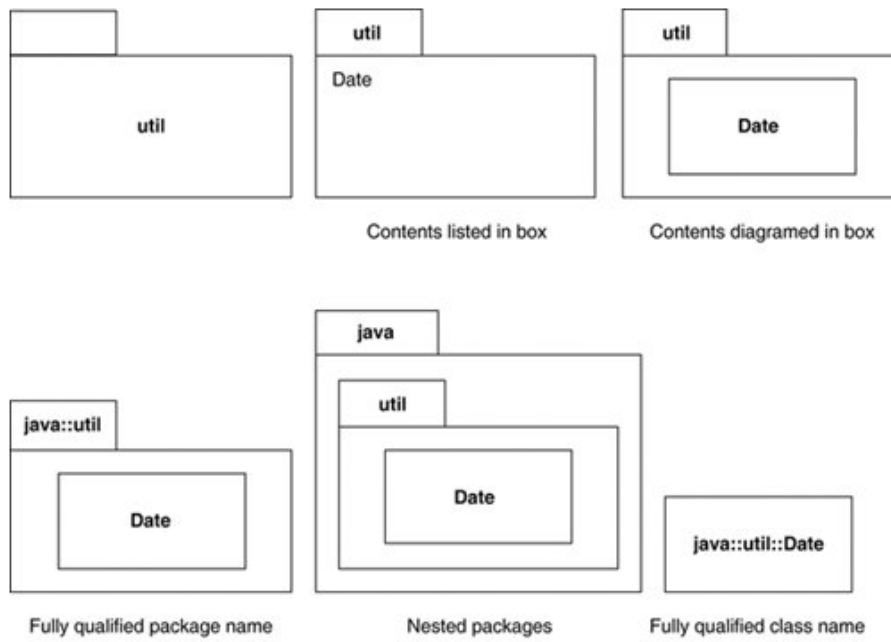 util
util
Date
Contents listed in box
util
Date
Contents diagramed in box
java::util
Date
Fully qualified package name
java
util
Date
Nested packages
java::util::Date
Fully qualified class name